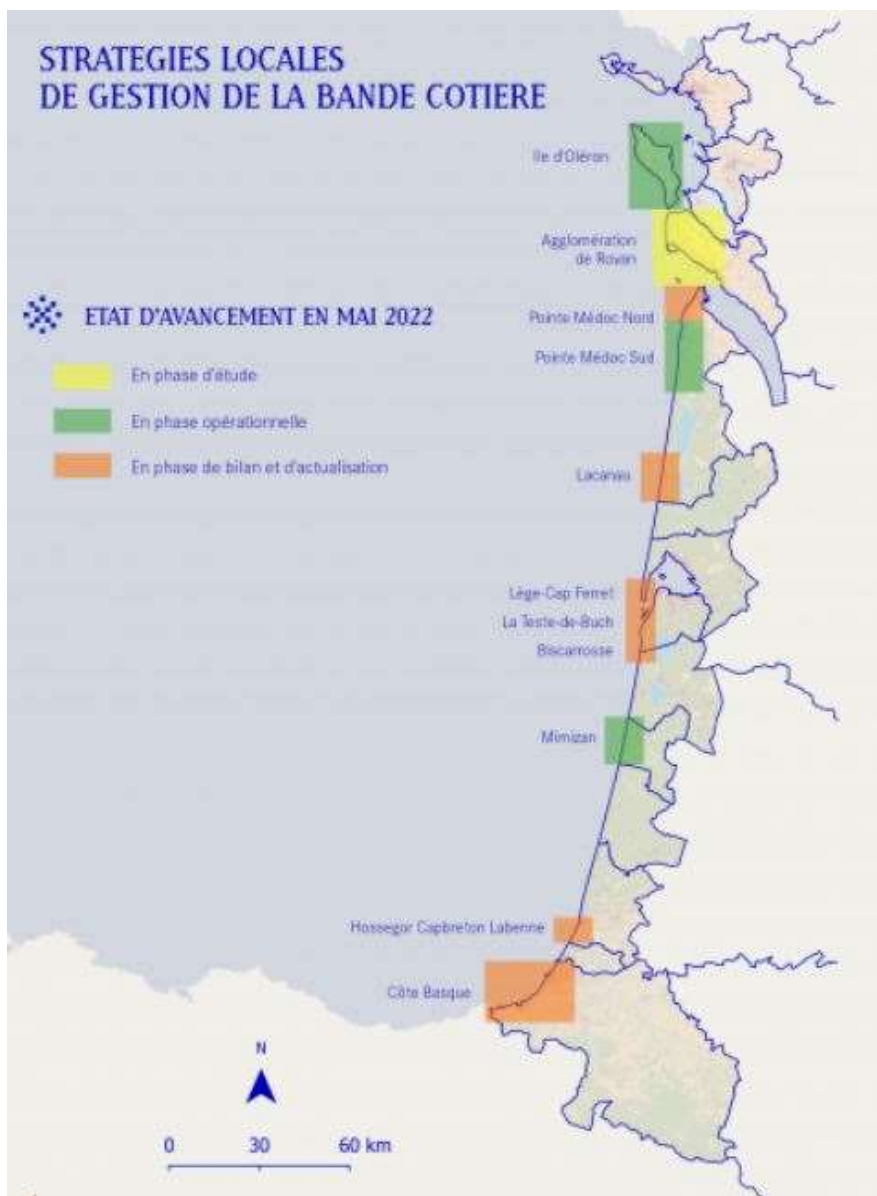 STRATEGIES LOCALES
DE GESTION DE LA BANDE COTIERE
Ile d'Oléron
Agglomération
de Royan
ETAT D'AVANCEMENT EN MAI 2022
Pointe Médoc Nord
Pointe Médoc Sud
En phase d'étude
En phase opérationnelle
En phase de bilan et d'actualisation
Lacanau
Lège-Cap Ferret
La Teste-de-Buch
Biscarrosse
Mimizan
Hossegor Capbreton Labenne
Côte Basque
N
0 30 60 km